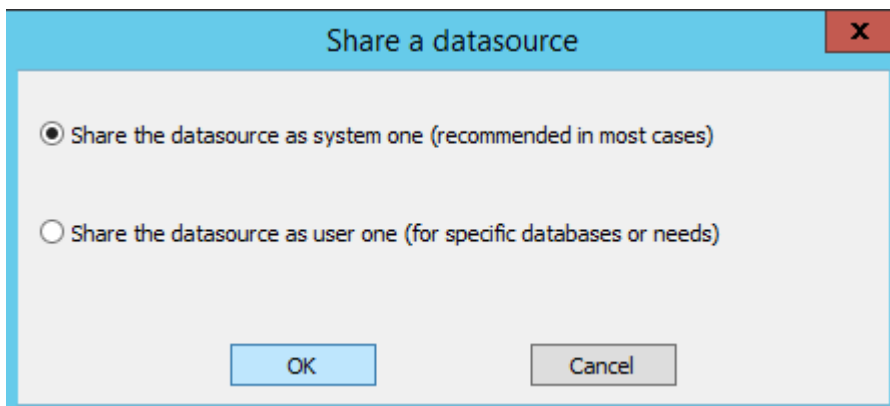 Share a datasource
x
Share the datasource as system one (recommended in most cases)
Share the datasource as user one (for specific databases or needs)
OK
Cancel